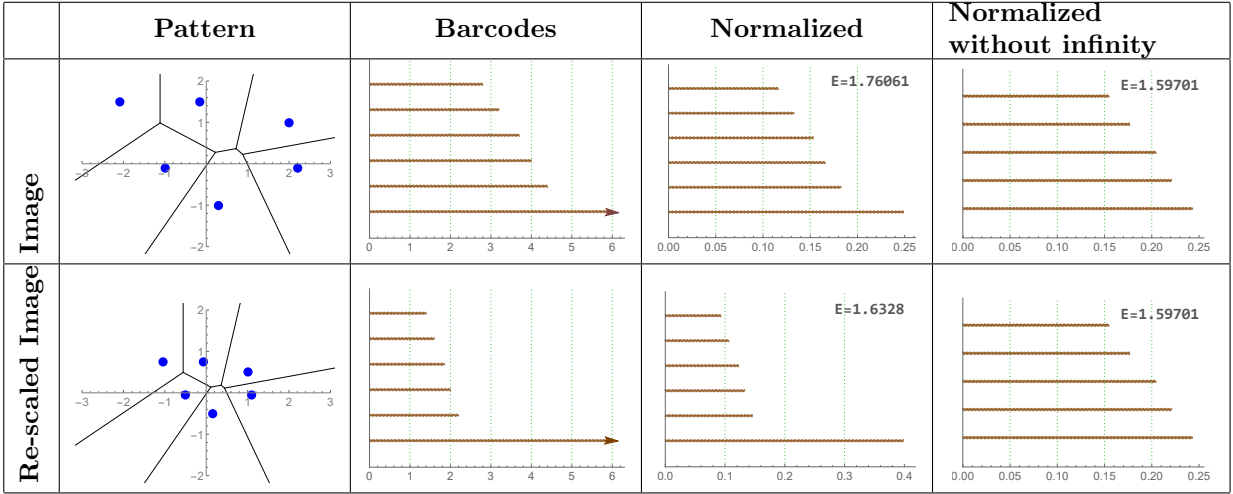 Pattern
Barcodes
Normalized
Normalized
without infinity
Image
2
1
-1
-2
-3 -2 -1 0 1 2 3
0 1 2 3 4 5 6
E=1.76061
0.00 0.05 0.10 0.15 0.20 0.25
E=1.59701
0.00 0.05 0.10 0.15 0.20 0.25
Re-scaled Image
2
1
-1
-2
-3 -2 -1 0 1 2 3
0 1 2 3 4 5 6
E=1.6328
0.0 0.1 0.2 0.3 0.4
E=1.59701
0.00 0.05 0.10 0.15 0.20 0.25